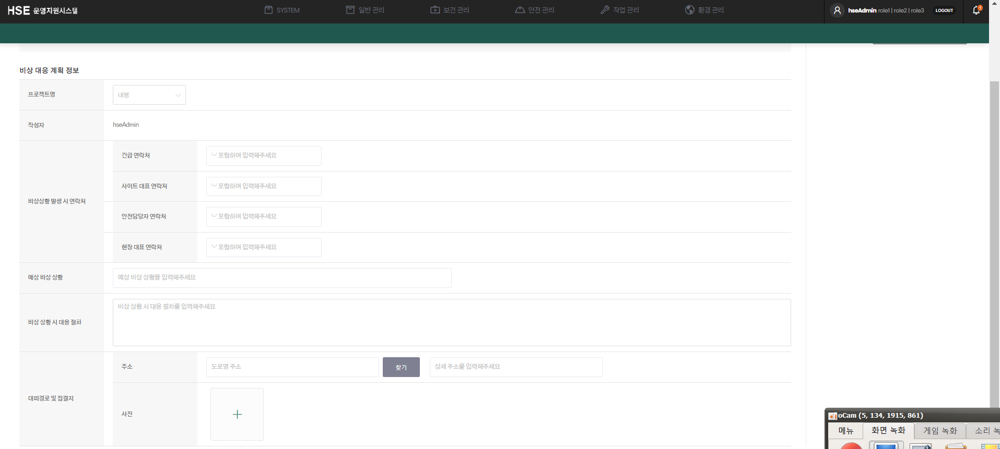 HSE 운영지원시스템
SYSTEM
일반 관리
보건 관리
안전 관리
작업 관리
환경 관리
hseAdmin role1 | role2 | role3
LOGOUT
1
비상 대응 계획 정보
프로젝트명
내용
작성자
hseAdmin
비상상황 발생 시 연락처
긴급 연락처
'-' 포함하여 입력해주세요
사이트 대표 연락처
'-' 포함하여 입력해주세요
안전담당자 연락처
'-' 포함하여 입력해주세요
현장 대표 연락처
'-' 포함하여 입력해주세요
예상 비상 상황
예상 비상 상황을 입력해주세요
비상 상황 시 대응 절차
비상 상황 시 대응 절차를 입력해주세요
대피경로 및 집결지
주소
도로명 주소
찾기
상세 주소를 입력해주세요
사진
oCam (5, 134, 1915, 861)
메뉴
화면 녹화
게임 녹화
소리 녹